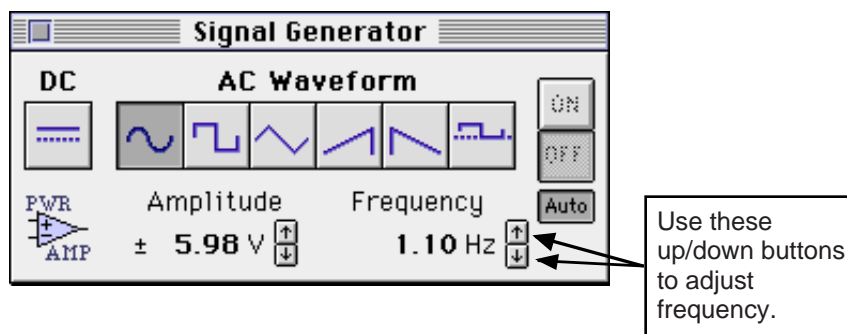 Signal Generator
DC AC Waveform
ON
OFF
PWR
AMP
Amplitude Frequency
Auto
± 5.98 V 1.10 Hz
Use these
up/down buttons
to adjust
frequency.